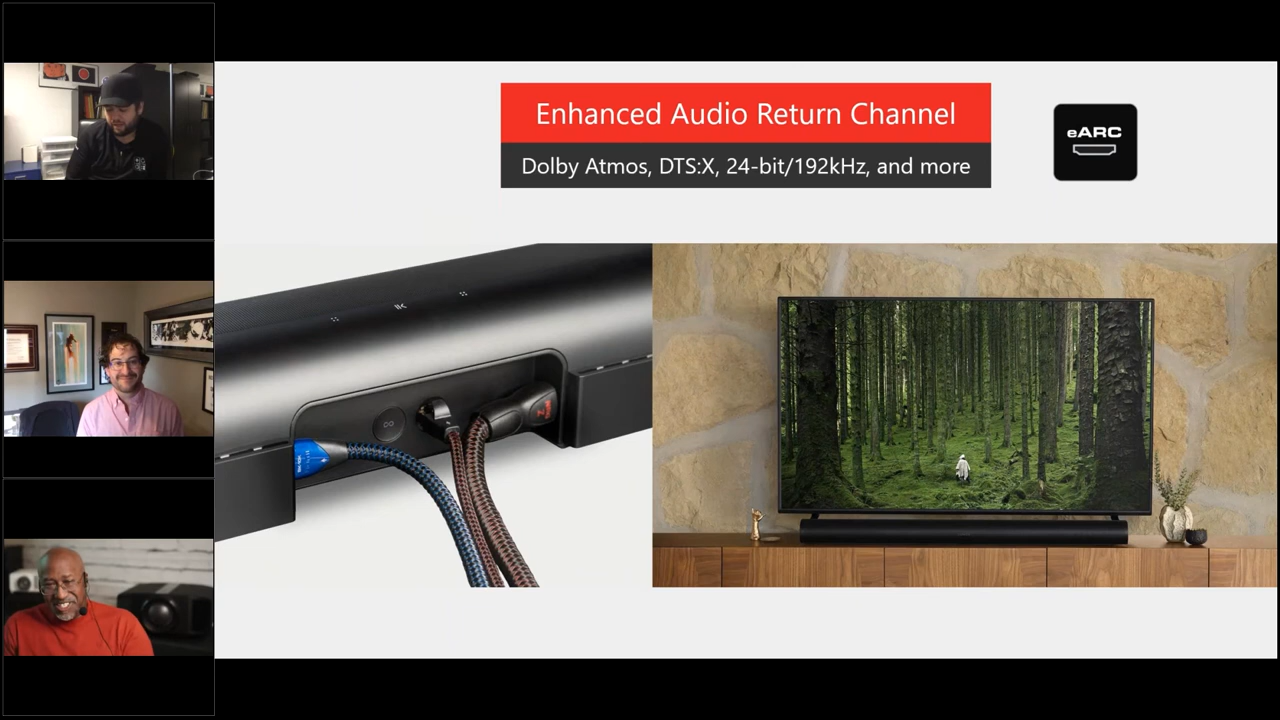 Enhanced Audio Return Channel
Dolby Atmos, DTS:X, 24-bit/192kHz, and more
eARC